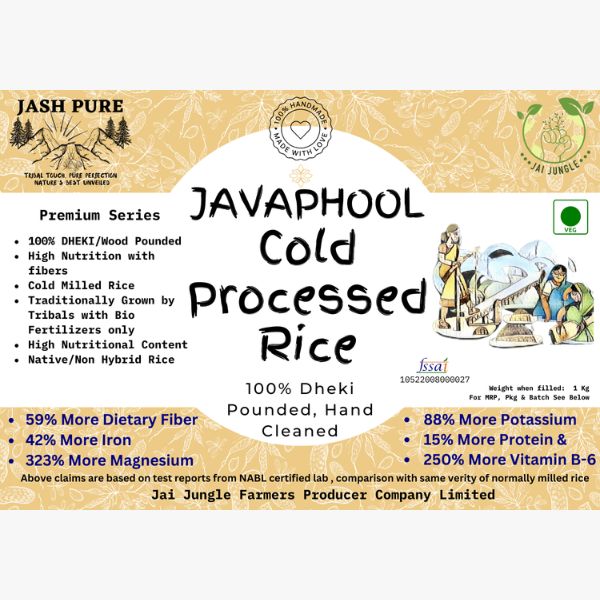 JASH PURE
TRIBAL TOUCH, PURE PERFECTION
NATURE'S BEST UNVEILED
100% HANDMADE
MADE WITH LOVE
JAI JUNGLE
JAVAPHOOL
Cold
Processed
Rice
100% Dheki
Pounded, Hand
Cleaned
Premium Series
• 100% DHEKI/Wood Pounded
• High Nutrition with
fibers
• Cold Milled Rice
• Traditionally Grown by
Tribals with Bio
Fertilizers only
• High Nutritional Content
• Native/Non Hybrid Rice
VEG
fssai
10522008000027
Weight when filled: 1 Kg
For MRP, Pkg & Batch See Below
• 59% More Dietary Fiber
• 42% More Iron
• 323% More Magnesium
• 88% More Potassium
• 15% More Protein &
• 250% More Vitamin B-6
Above claims are based on test reports from NABL certified lab , comparison with same verity of normally milled rice
Jai Jungle Farmers Producer Company Limited